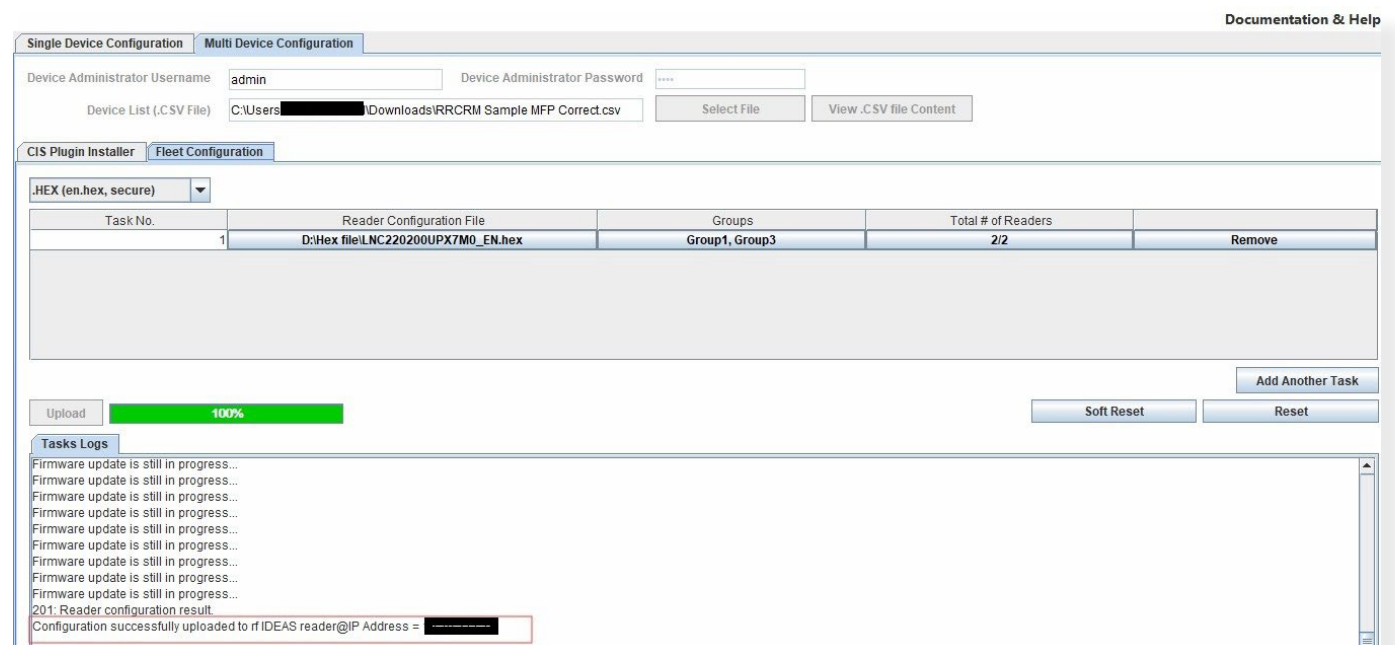 Documentation & Help
Single Device Configuration Multi Device Configuration
Device Administrator Username admin Device Administrator Password ****
Device List (.CSV File) C:\Users \Downloads\RRCRM Sample MFP Correct.csv Select File View .CSV file Content
CIS Plugin Installer Fleet Configuration
.HEX (en.hex, secure)
Task No. Reader Configuration File Groups Total # of Readers
1 D:\Hex file\LNC220200UPX7M0_EN.hex Group1, Group3 2/2 Remove
Add Another Task
Upload 100% Soft Reset Reset
Tasks Logs
Firmware update is still in progress...
Firmware update is still in progress...
Firmware update is still in progress...
Firmware update is still in progress...
Firmware update is still in progress...
Firmware update is still in progress...
Firmware update is still in progress...
Firmware update is still in progress...
Firmware update is still in progress...
201: Reader configuration result.
Configuration successfully uploaded to rf IDEAS reader@IP Address =